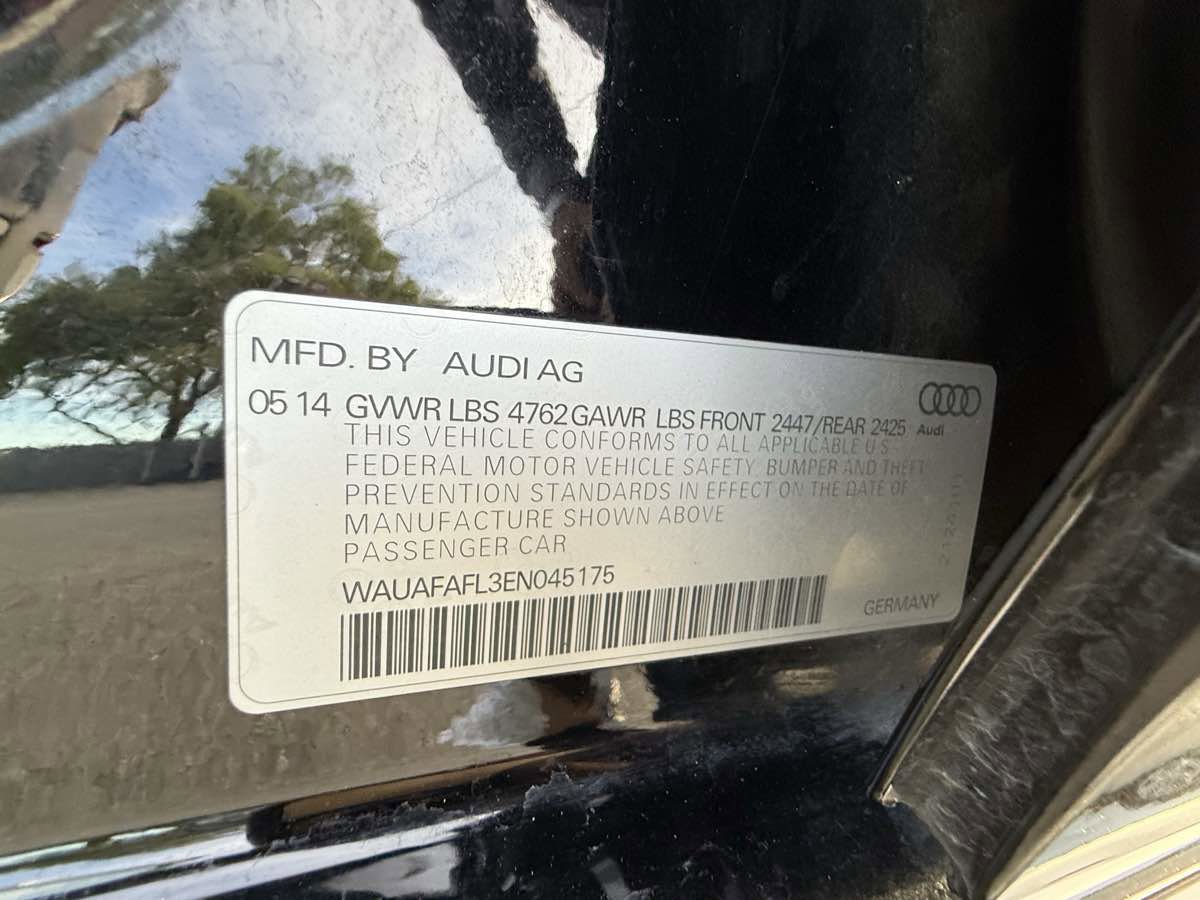 MFD. BY AUDI AG
05 14 GVWR LBS 4762 GAWR LBS FRONT 2447/REAR 2425
Audi
THIS VEHICLE CONFORMS TO ALL APPLICABLE U.S.
FEDERAL MOTOR VEHICLE SAFETY, BUMPER AND THEFT
PREVENTION STANDARDS IN EFFECT ON THE DATE OF
MANUFACTURE SHOWN ABOVE
PASSENGER CAR
WAUAFAFL3EN045175
GERMANY